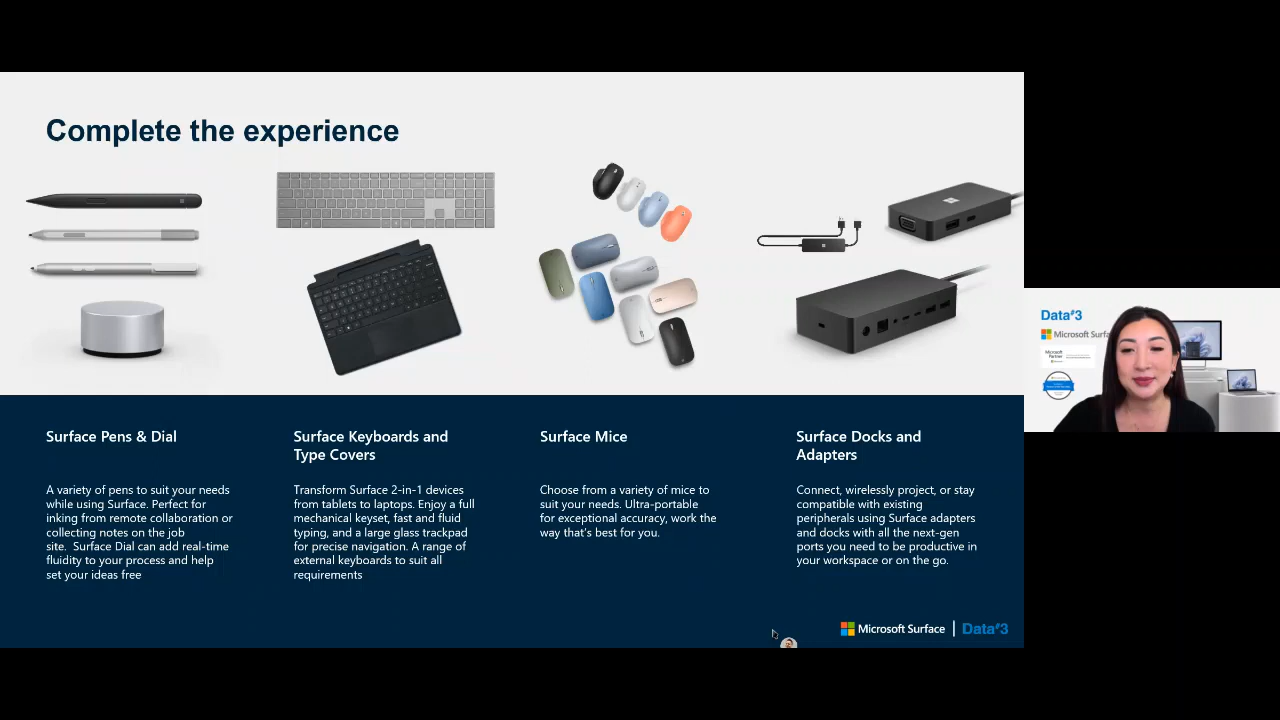 Complete the experience
Surface Pens & Dial
A variety of pens to suit your needs
while using Surface. Perfect for
inking from remote collaboration or
collecting notes on the job
site.  Surface Dial can add real-time
fluidity to your process and help
set your ideas free
Surface Keyboards and
Type Covers
Transform Surface 2-in-1 devices
from tablets to laptops. Enjoy a full
mechanical keyset, fast and fluid
typing, and a large glass trackpad
for precise navigation. A range of
external keyboards to suit all
requirements
Surface Mice
Choose from a variety of mice to
suit your needs. Ultra-portable
for exceptional accuracy, work the
way that's best for you.
Surface Docks and
Adapters
Connect, wirelessly project, or stay
compatible with existing
peripherals using Surface adapters
and docks with all the next-gen
ports you need to be productive in
your workspace or on the go.
Microsoft Surface | Data#3
Data#3
Microsoft Surfa
Microsoft
Partner